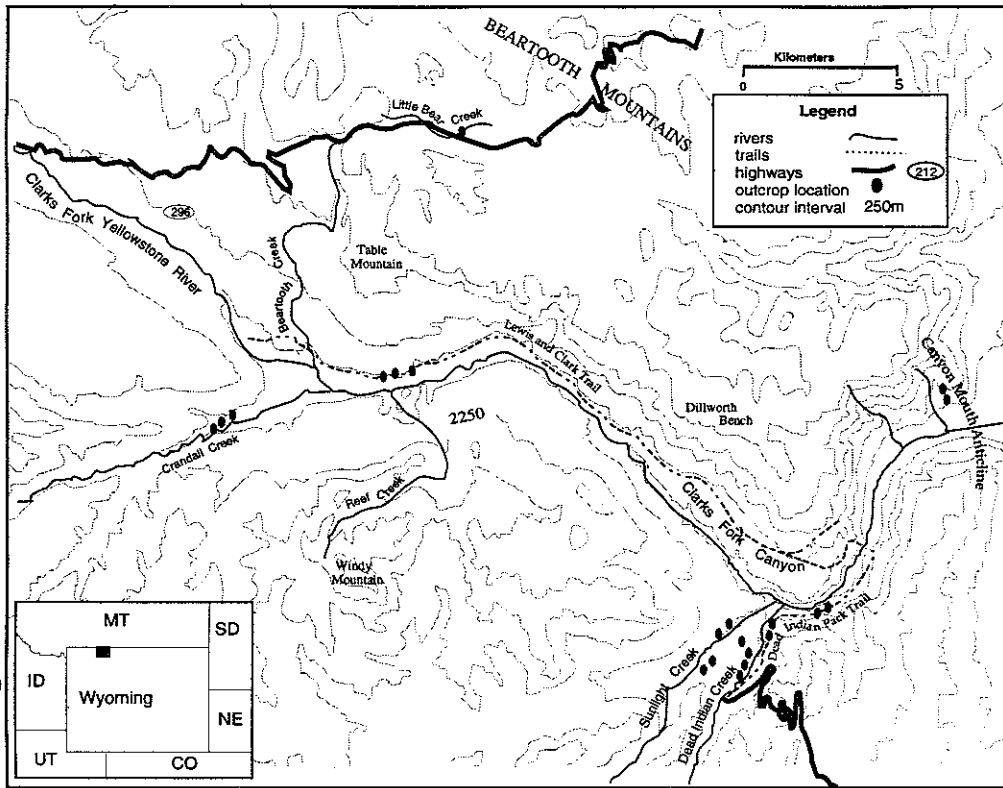 BEARTOOTH
MOUNTAINS
Kilometers
0 5
Legend
rivers
trails
highways 212
outcrop location
contour interval 250m
Little Bear Creek
Clarks Fork Yellowstone River
296
Beartooth Creek
Table
Mountain
Lewis and Clark Trail
Canyon Mouth Anticline
Dillworth
Bench
2250
Crandall Creek
Reef Creek
Clarks Fork
Canyon
Windy
Mountain
Dead Indian Pack Trail
Sunlight Creek
Dead Indian Creek
MT
SD
ID
Wyoming
NE
UT
CO